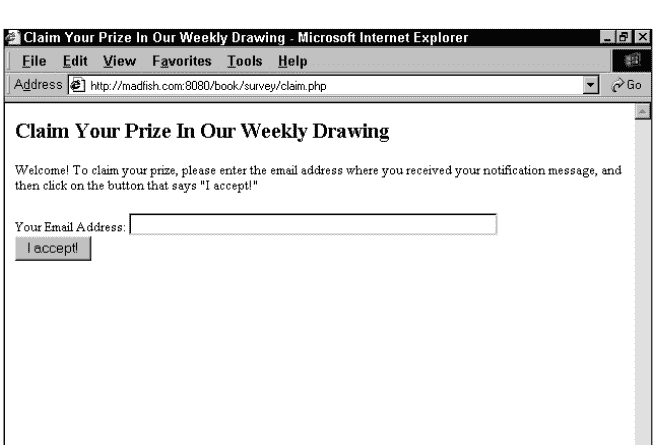 Claim Your Prize In Our Weekly Drawing - Microsoft Internet Explorer
File Edit View Favorites Tools Help
Address http://madfish.com:8080/book/survey/claim.php Go
Claim Your Prize In Our Weekly Drawing
Welcome! To claim your prize, please enter the email address where you received your notification message, and
then click on the button that says "I accept!"
Your Email Address:
I accept!